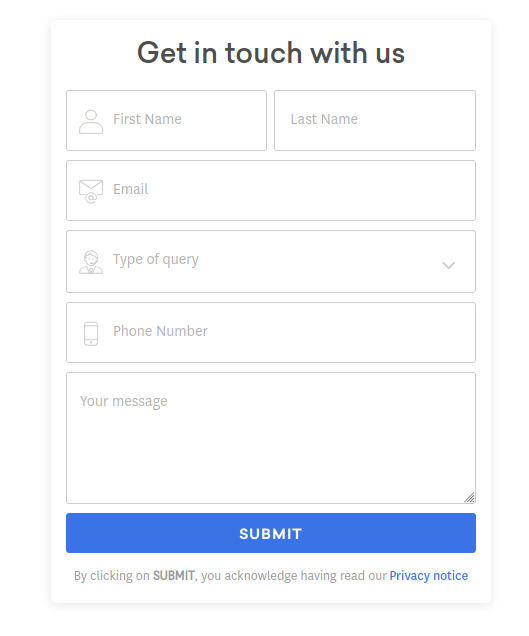 Get in touch with us
First Name Last Name
Email
Type of query
Phone Number
Your message
SUBMIT
By clicking on SUBMIT, you acknowledge having read our Privacy notice